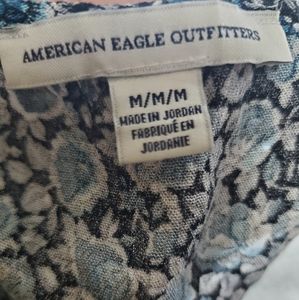 AMERICAN EAGLE OUTFITTERS
M/M/M
MADE IN JORDAN
FABRIQUÉ EN
JORDANIE